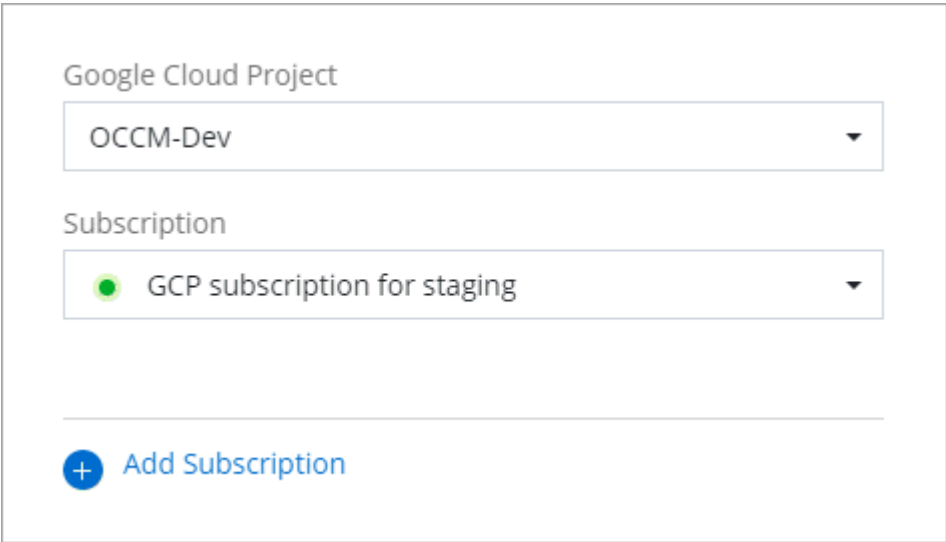 Google Cloud Project
OCCM-Dev
Subscription
GCP subscription for staging
Add Subscription